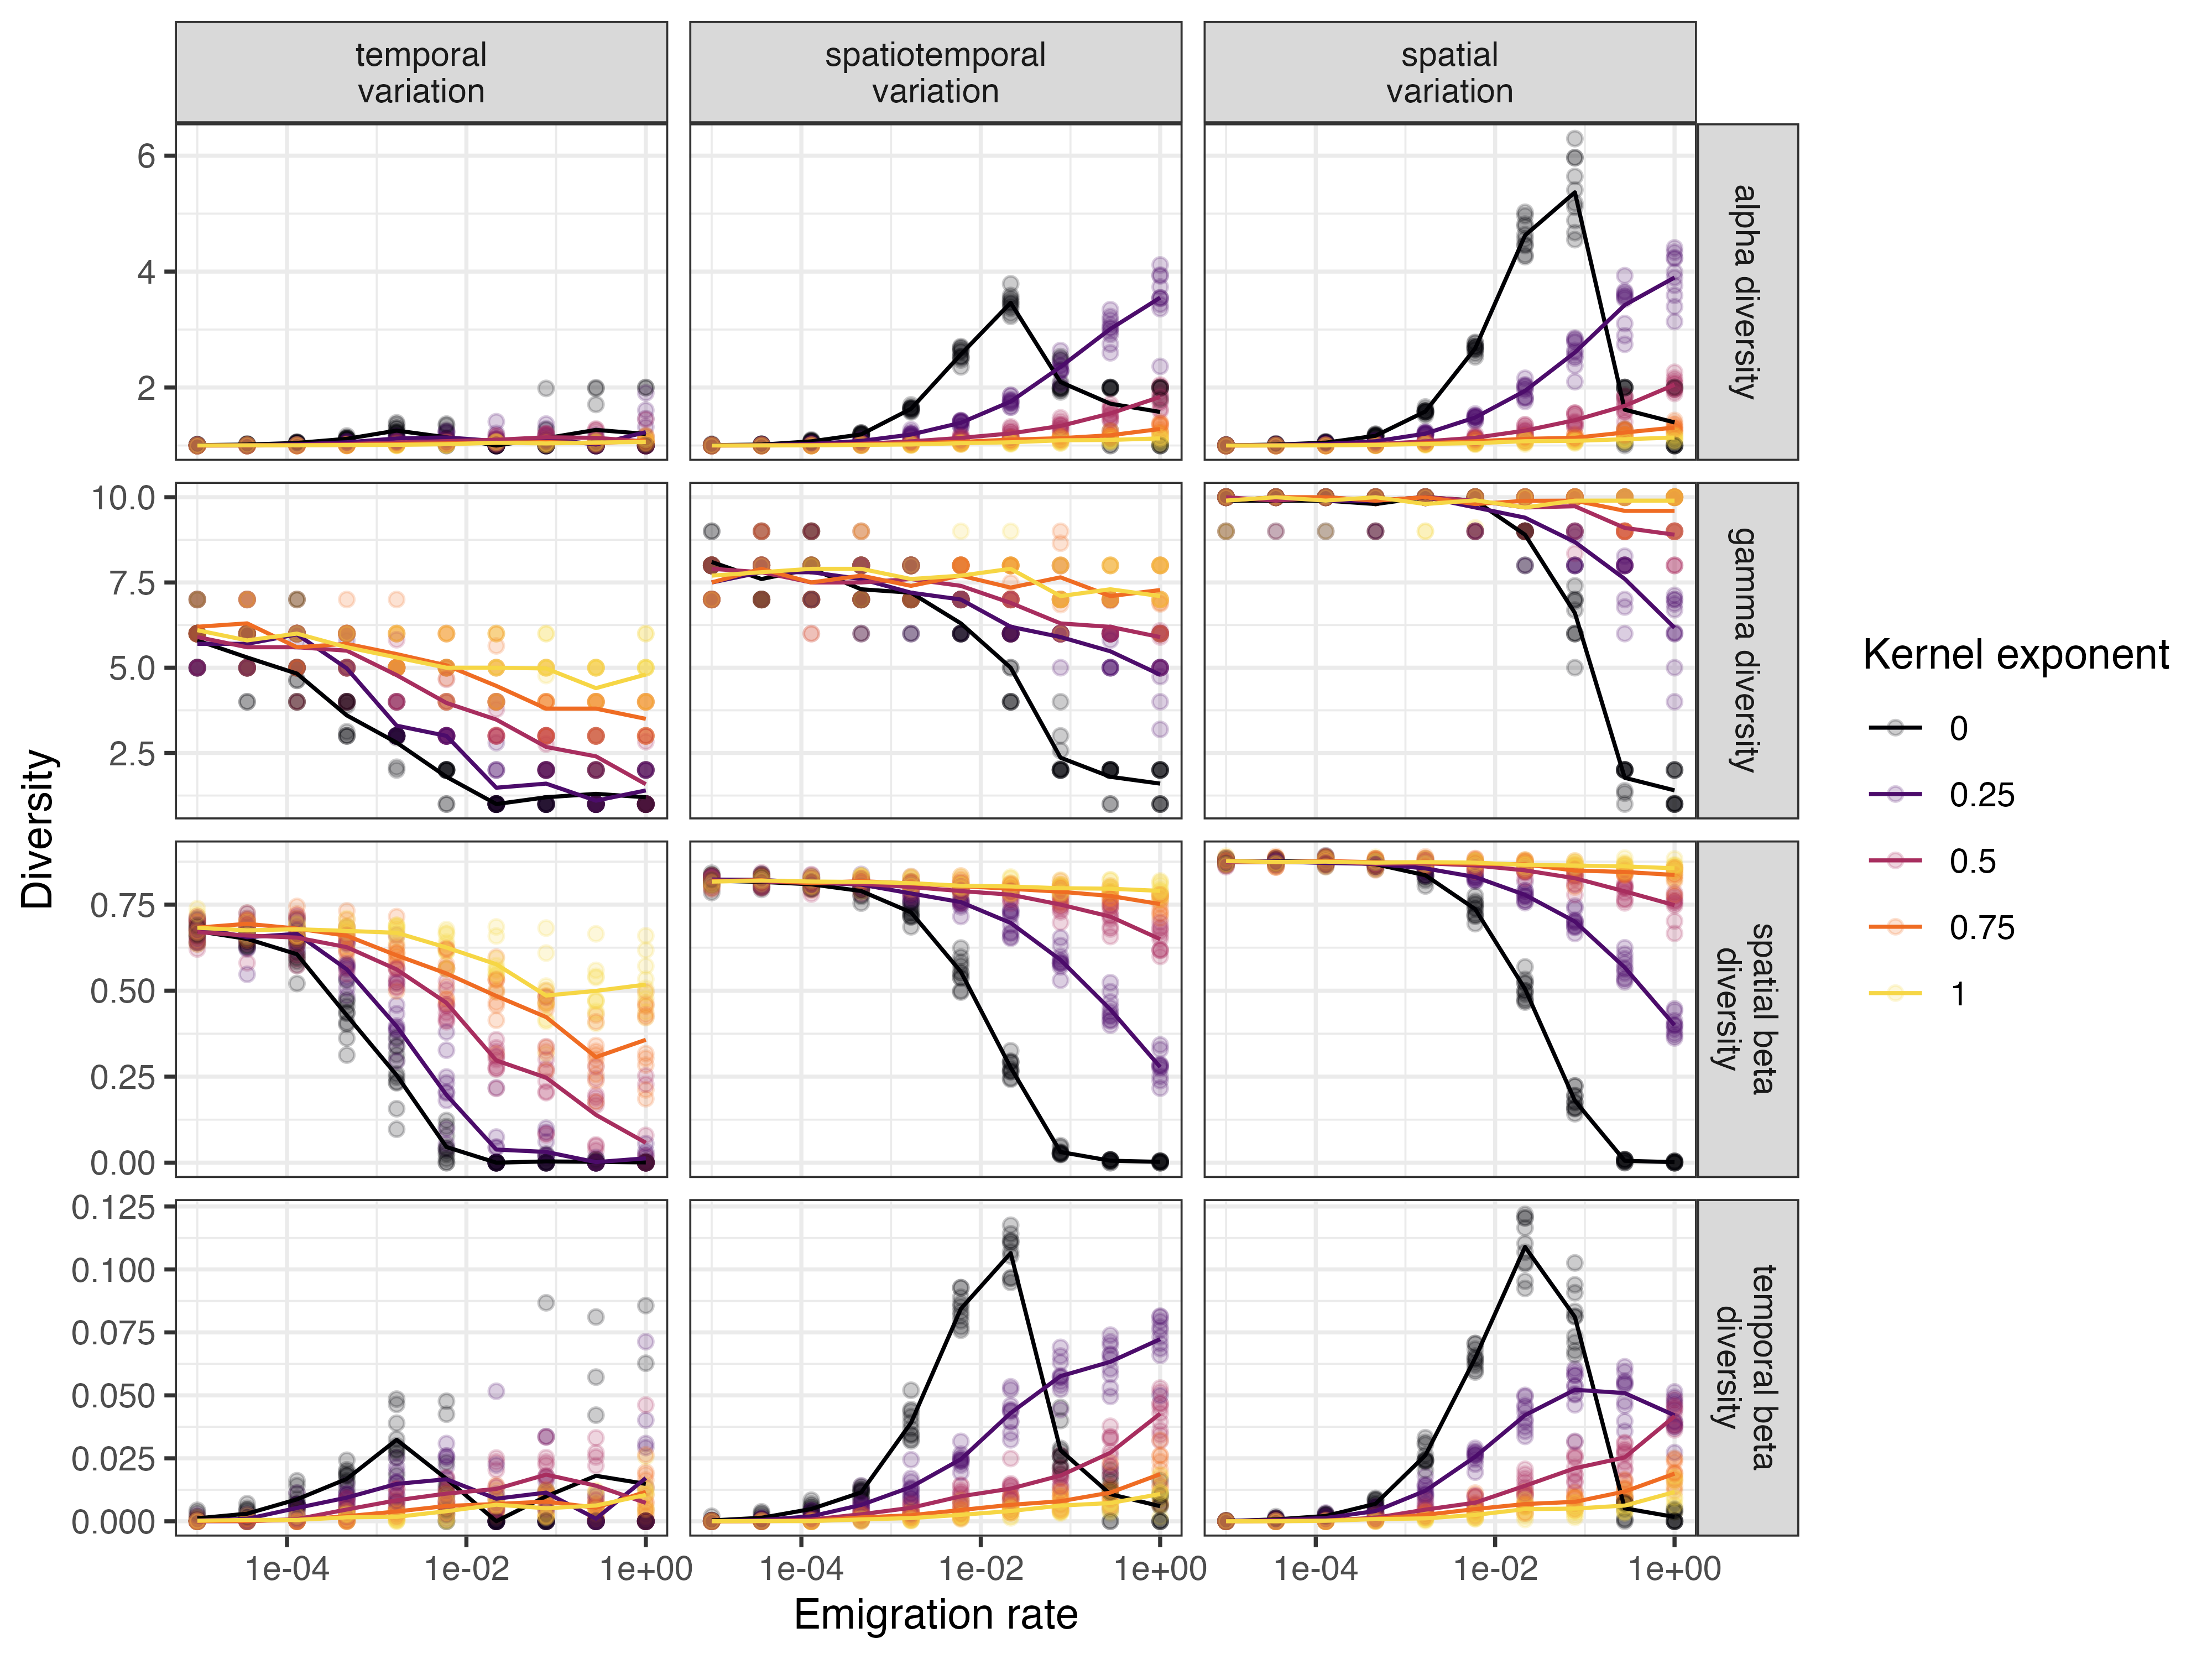 temporal
variation
spatiotemporal
variation
spatial
variation
6
4
2
alpha diversity
10.0
7.5
5.0
2.5
gamma diversity
0.75
0.50
0.25
0.00
spatial beta
diversity
0.125
0.100
0.075
0.050
0.025
0.000
temporal beta
diversity
1e-04
1e-02
1e+00
1e-04
1e-02
1e+00
1e-04
1e-02
1e+00
Emigration rate
Diversity
Kernel exponent
0
0.25
0.5
0.75
1